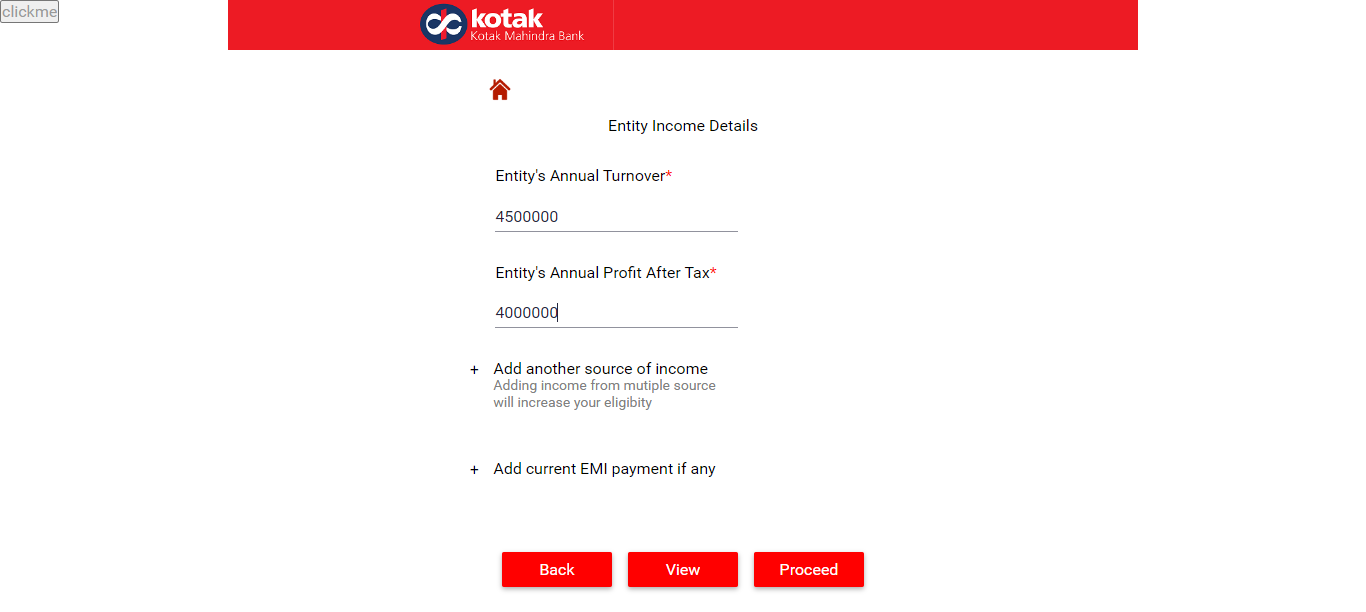 clickme
kotak
Kotak Mahindra Bank
Entity Income Details
Entity's Annual Turnover*
4500000
Entity's Annual Profit After Tax*
4000000
+ Add another source of income
Adding income from mutiple source
will increase your eligibity
+ Add current EMI payment if any
Back View Proceed